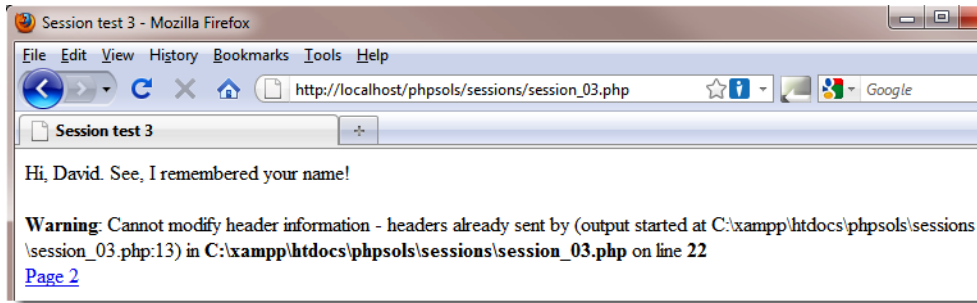 Session test 3 - Mozilla Firefox
File Edit View History Bookmarks Tools Help
http://localhost/phpsols/sessions/session_03.php Google
Session test 3
Hi, David. See, I remembered your name!
Warning: Cannot modify header information - headers already sent by (output started at C:\xampp\htdocs\phpsols\sessions
\session_03.php:13) in C:\xampp\htdocs\phpsols\sessions\session_03.php on line 22
Page 2